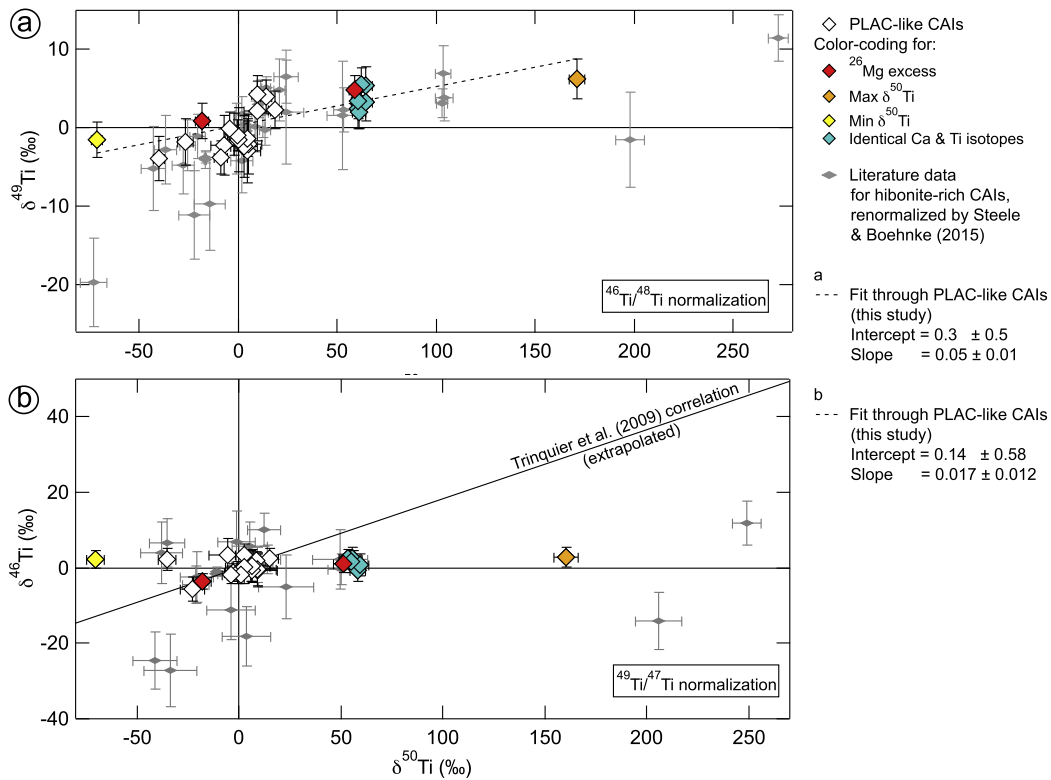 a
10
0
-10
-20
δ49Ti (‰)
46Ti/48Ti normalization
-50
0
50
100
150
200
250
PLAC-like CAIs
Color-coding for:
26Mg excess
Max δ50Ti
Min δ50Ti
Identical Ca & Ti isotopes
Literature data
for hibonite-rich CAIs,
renormalized by Steele
& Boehnke (2015)
a
Fit through PLAC-like CAIs
(this study)
Intercept = 0.3 ± 0.5
Slope = 0.05 ± 0.01
b
40
20
0
-20
-40
δ46Ti (‰)
Trinquier et al. (2009) correlation
(extrapolated)
49Ti/47Ti normalization
-50
0
50
100
150
200
250
δ50Ti (‰)
b
Fit through PLAC-like CAIs
(this study)
Intercept = 0.14 ± 0.58
Slope = 0.017 ± 0.012